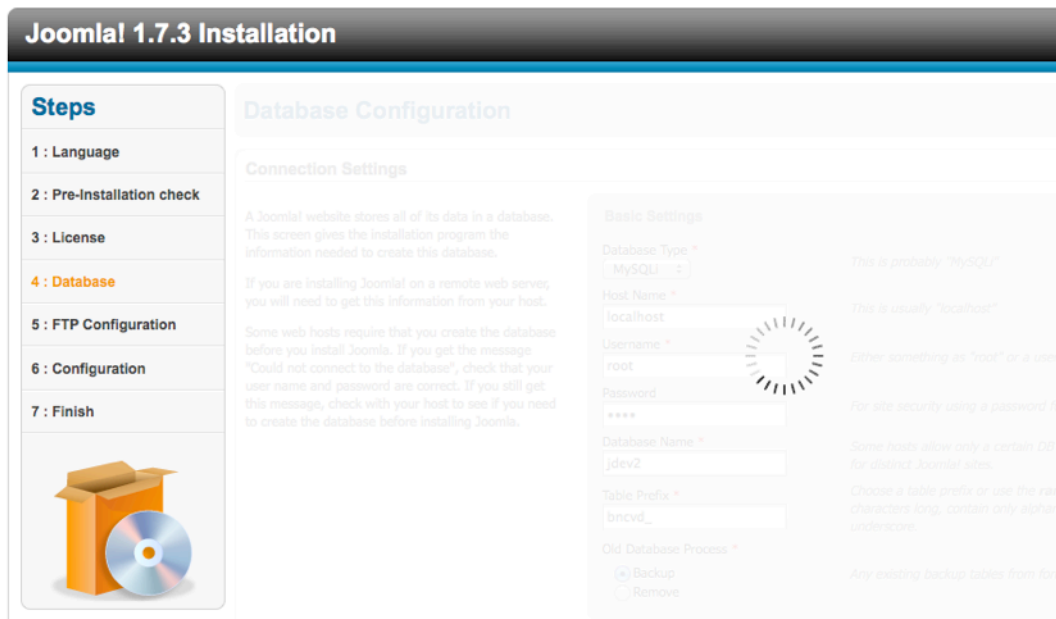 Joomla! 1.7.3 Installation
Steps
1 : Language
2 : Pre-Installation check
3 : License
4 : Database
5 : FTP Configuration
6 : Configuration
7 : Finish
Database Configuration
Connection Settings
A Joomla! website stores all of its data in a database.
This screen gives the installation program the
information needed to create this database.
If you are installing Joomla! on a remote web server,
you will need to get this information from your host.
Some web hosts require that you create the database
before you install Joomla. If you get the message
"Could not connect to the database", check that your
user name and password are correct. If you still get
this message, check with your host to see if you need
to create the database before installing Joomla.
Basic Settings
Database Type *
MySQLi
This is probably "MySQLi"
Host Name *
localhost
This is usually "localhost"
Username *
root
Either something as "root" or a
Password
****
For site security using a password
Database Name *
jdev2
Some hosts allow only a certain DB
for distinct Joomla! sites.
Table Prefix *
bncvd_
Choose a table prefix or use the
characters long, contain only
underscore.
Old Database Process *
Backup
Remove
Any existing backup tables from